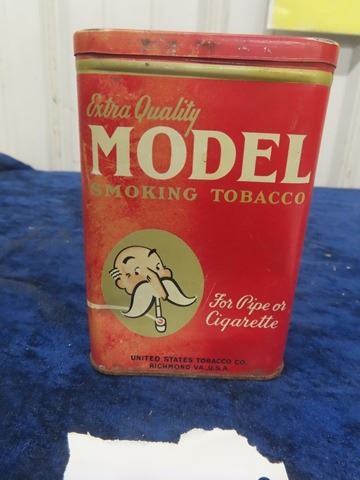 Extra Quality
MODEL
SMOKING TOBACCO
For Pipe or
Cigarette
UNITED STATES TOBACCO CO.
RICHMOND VA., U.S.A.